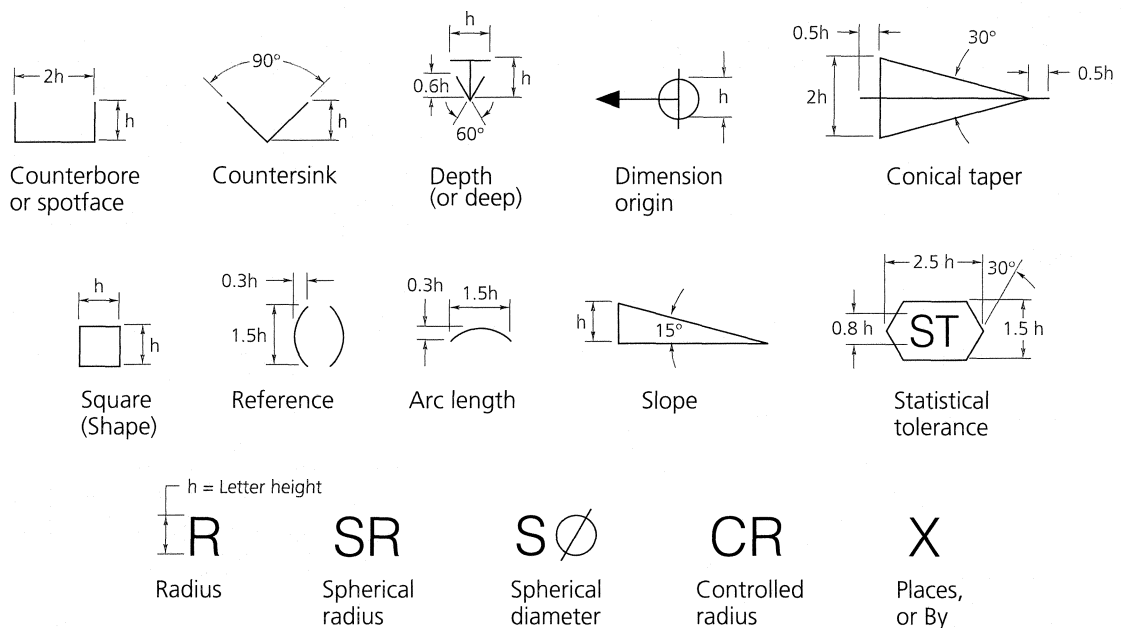 2h
h
Counterbore
or spotface
90°
h
Countersink
h
0.6h
h
60°
Depth
(or deep)
h
Dimension
origin
0.5h
30°
0.5h
2h
Conical taper
h
h
Square
(Shape)
0.3h
1.5h
Reference
0.3h
1.5h
Arc length
h
15°
Slope
2.5 h
30°
0.8 h
ST
1.5 h
Statistical
tolerance
h = Letter height
R
Radius
SR
Spherical
radius
S⌀
Spherical
diameter
CR
Controlled
radius
X
Places,
or By